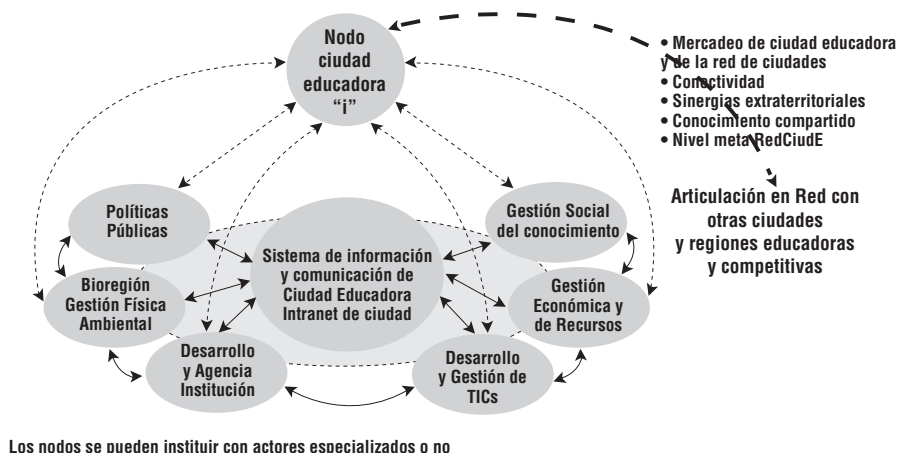 Nodo
ciudad
educadora
“i”
• Mercadeo de ciudad educadora
y de la red de ciudades
• Conectividad
• Sinergias extraterritoriales
• Conocimiento compartido
• Nivel meta RedCiudE
Articulación en Red con
otras ciudades
y regiones educadoras
y competitivas
Políticas
Públicas
Gestión Social
del conocimiento
Sistema de información
y comunicación de
Ciudad Educadora
Intranet de ciudad
Bioregión
Gestión Física
Ambiental
Gestión
Económica y
de Recursos
Desarrollo
y Agencia
Institución
Desarrollo
y Gestión de
TICs
Los nodos se pueden instituir con actores especializados o no